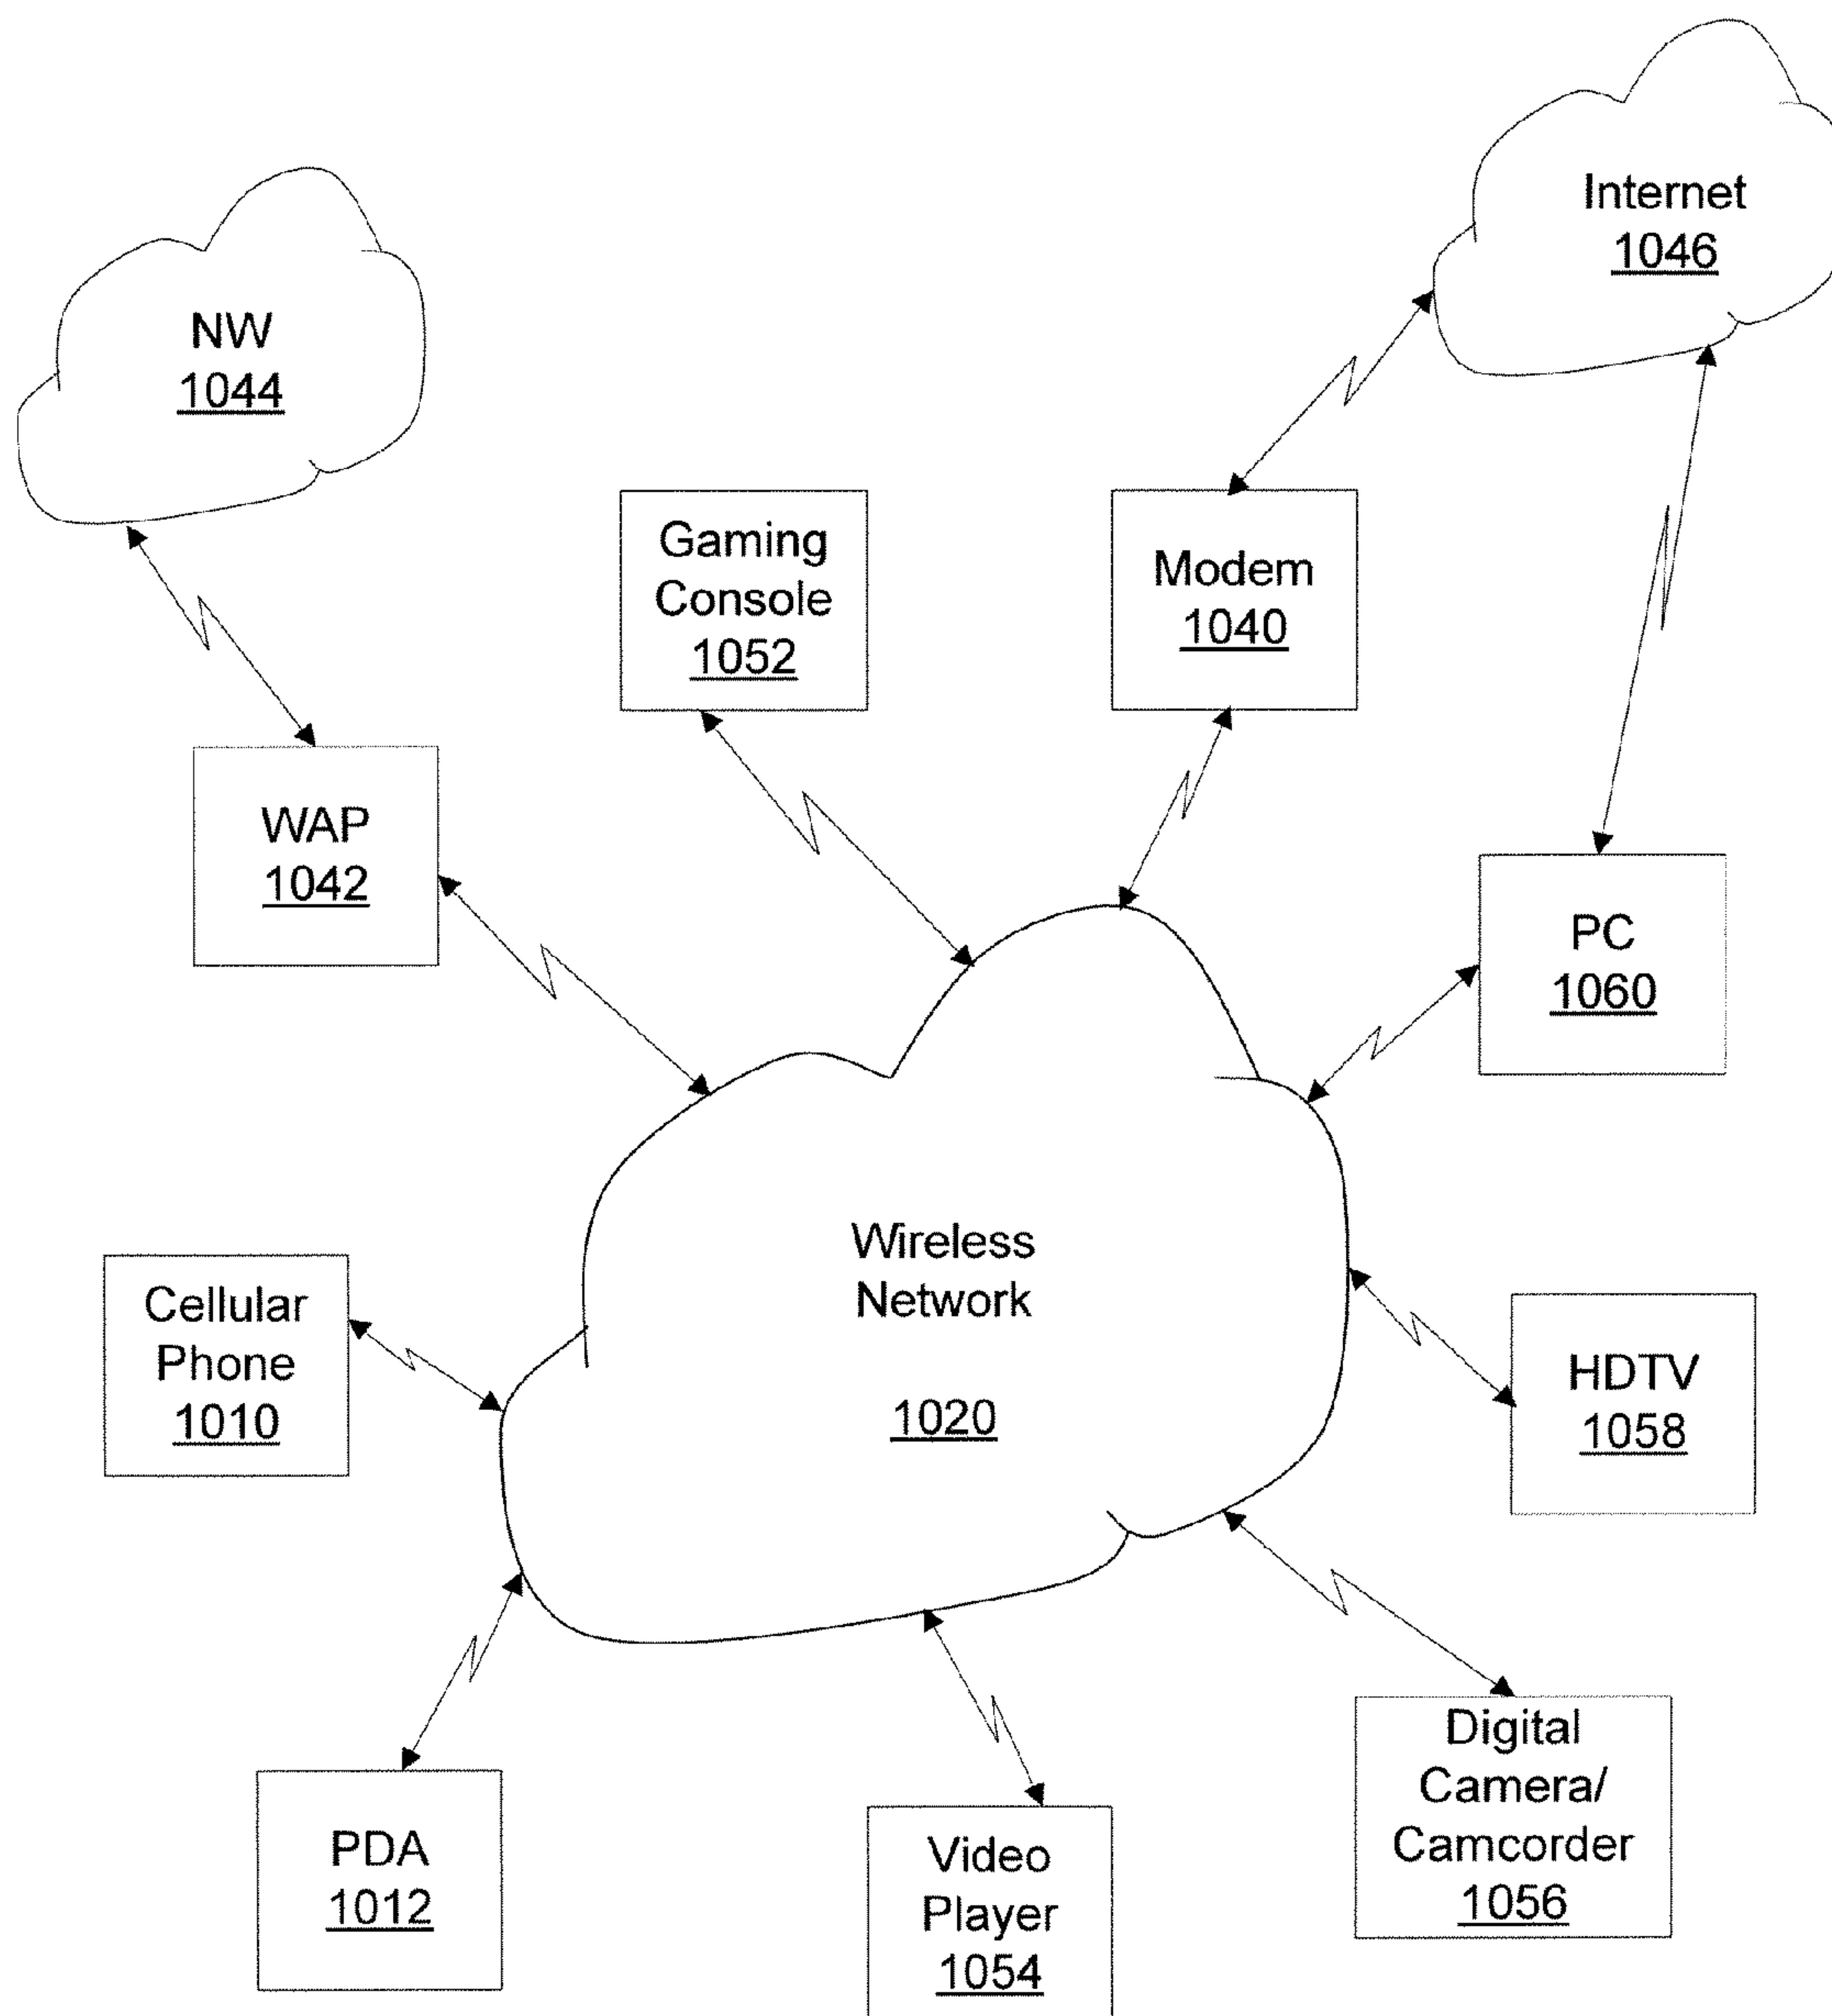 Internet
1046
NW
1044
Gaming
Console
1052
Modem
1040
WAP
1042
PC
1060
Wireless
Network
1020
Cellular
Phone
1010
HDTV
1058
PDA
1012
Video
Player
1054
Digital
Camera/
Camcorder
1056